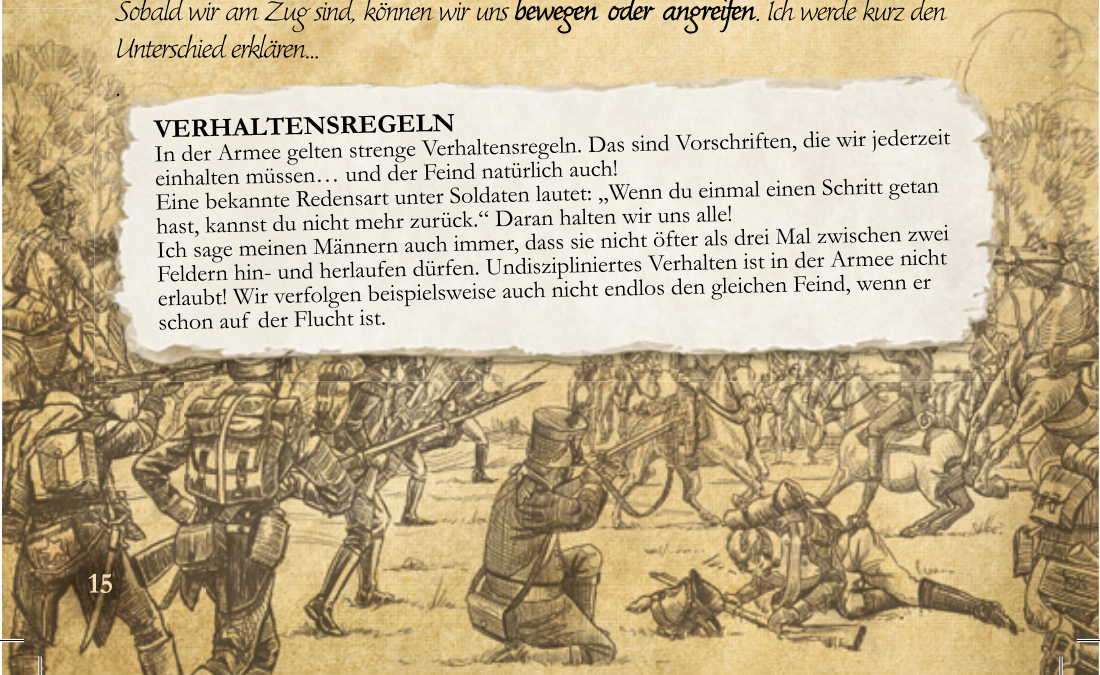 Sobald wir am Zug sind, können wir uns bewegen oder angreifen. Ich werde kurz den
Unterschied erklären...
.
VERHALTENSREGELN
In der Armee gelten strenge Verhaltensregeln. Das sind Vorschriften, die wir jederzeit
einhalten müssen… und der Feind natürlich auch!
Eine bekannte Redensart unter Soldaten lautet: „Wenn du einmal einen Schritt getan
hast, kannst du nicht mehr zurück.“ Daran halten wir uns alle!
Ich sage meinen Männern auch immer, dass sie nicht öfter als drei Mal zwischen zwei
Feldern hin- und herlaufen dürfen. Undiszipliniertes Verhalten ist in der Armee nicht
erlaubt! Wir verfolgen beispielsweise auch nicht endlos den gleichen Feind, wenn er
schon auf der Flucht ist.
15